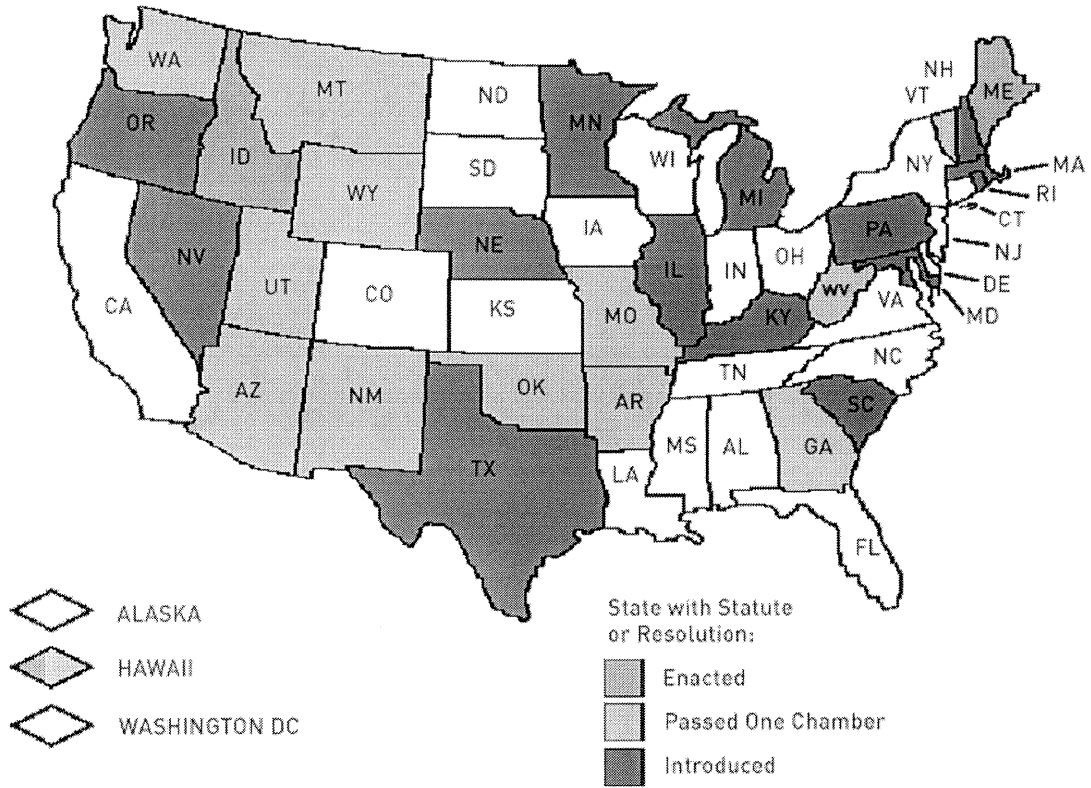 WA
MT
ND
MN
NH
VT
ME
OR
ID
SD
WI
NY
MA
WY
MI
RI
CT
NV
NE
IA
PA
NJ
UT
CO
IL
IN
OH
DE
CA
KS
MO
WV
VA
MD
KY
AZ
NM
OK
AR
TN
NC
SC
TX
MS
AL
GA
LA
FL
ALASKA
HAWAII
WASHINGTON DC
State with Statute
or Resolution:
Enacted
Passed One Chamber
Introduced